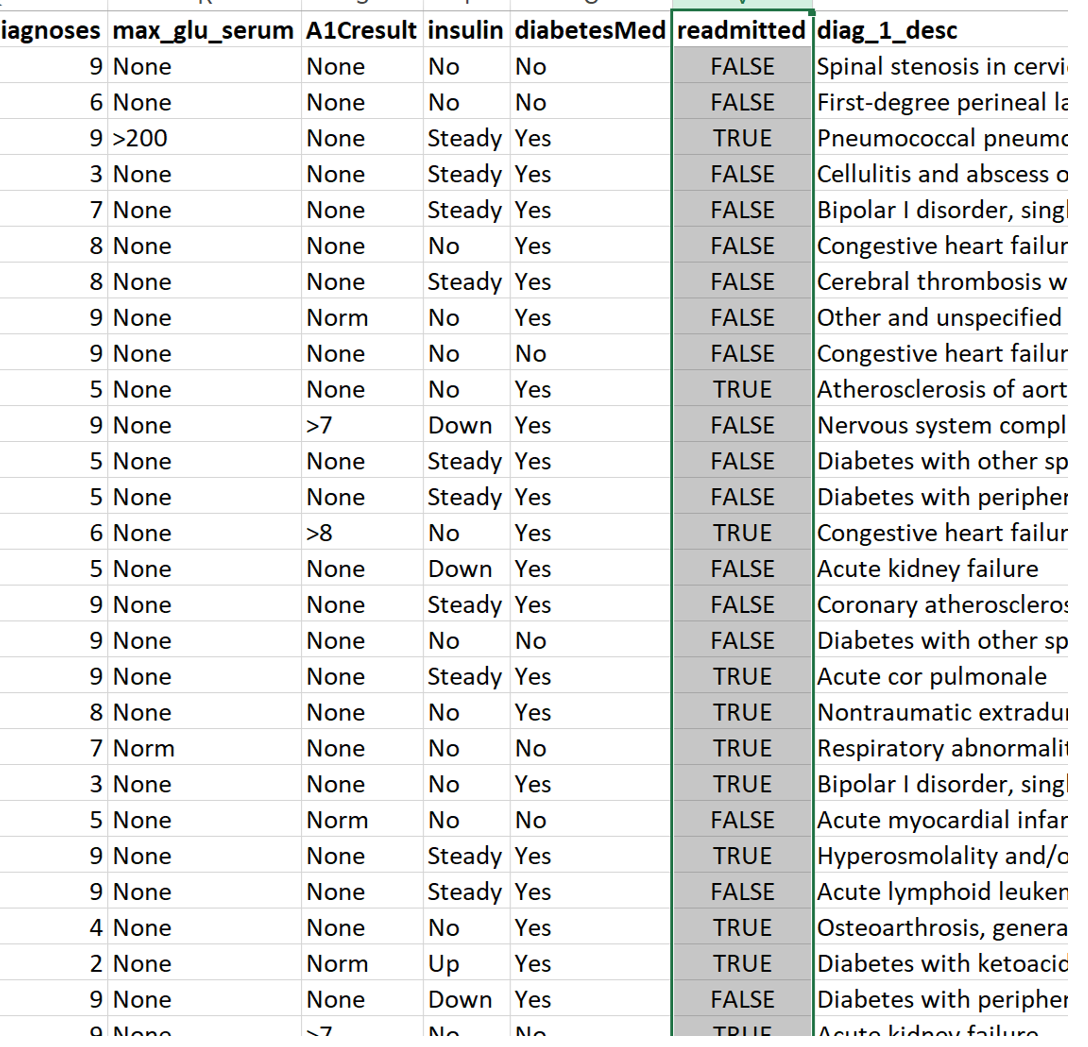 iagnoses max_glu_serum A1Cresult insulin diabetesMed readmitted diag_1_desc
9 None None No No FALSE Spinal stenosis in cervi
6 None None No No FALSE First-degree perineal la
9 >200 None Steady Yes TRUE Pneumococcal pneumo
3 None None Steady Yes FALSE Cellulitis and abscess o
7 None None Steady Yes FALSE Bipolar I disorder, singl
8 None None No Yes FALSE Congestive heart failur
8 None None Steady Yes FALSE Cerebral thrombosis w
9 None Norm No Yes FALSE Other and unspecified
9 None None No No FALSE Congestive heart failur
5 None None No Yes TRUE Atherosclerosis of aort
9 None >7 Down Yes FALSE Nervous system compl
5 None None Steady Yes FALSE Diabetes with other sp
5 None None Steady Yes FALSE Diabetes with peripher
6 None >8 No Yes TRUE Congestive heart failur
5 None None Down Yes FALSE Acute kidney failure
9 None None Steady Yes FALSE Coronary atheroscleros
9 None None No No FALSE Diabetes with other sp
9 None None Steady Yes TRUE Acute cor pulmonale
8 None None No Yes TRUE Nontraumatic extradur
7 Norm None No No TRUE Respiratory abnormalit
3 None None No Yes TRUE Bipolar I disorder, singl
5 None Norm No No FALSE Acute myocardial infar
9 None None Steady Yes TRUE Hyperosmolality and/o
9 None None Steady Yes FALSE Acute lymphoid leukem
4 None None No Yes TRUE Osteoarthrosis, genera
2 None Norm Up Yes TRUE Diabetes with ketoacid
9 None None Down Yes FALSE Diabetes with peripher
9 None >7 No No TRUE Acute kidney failure